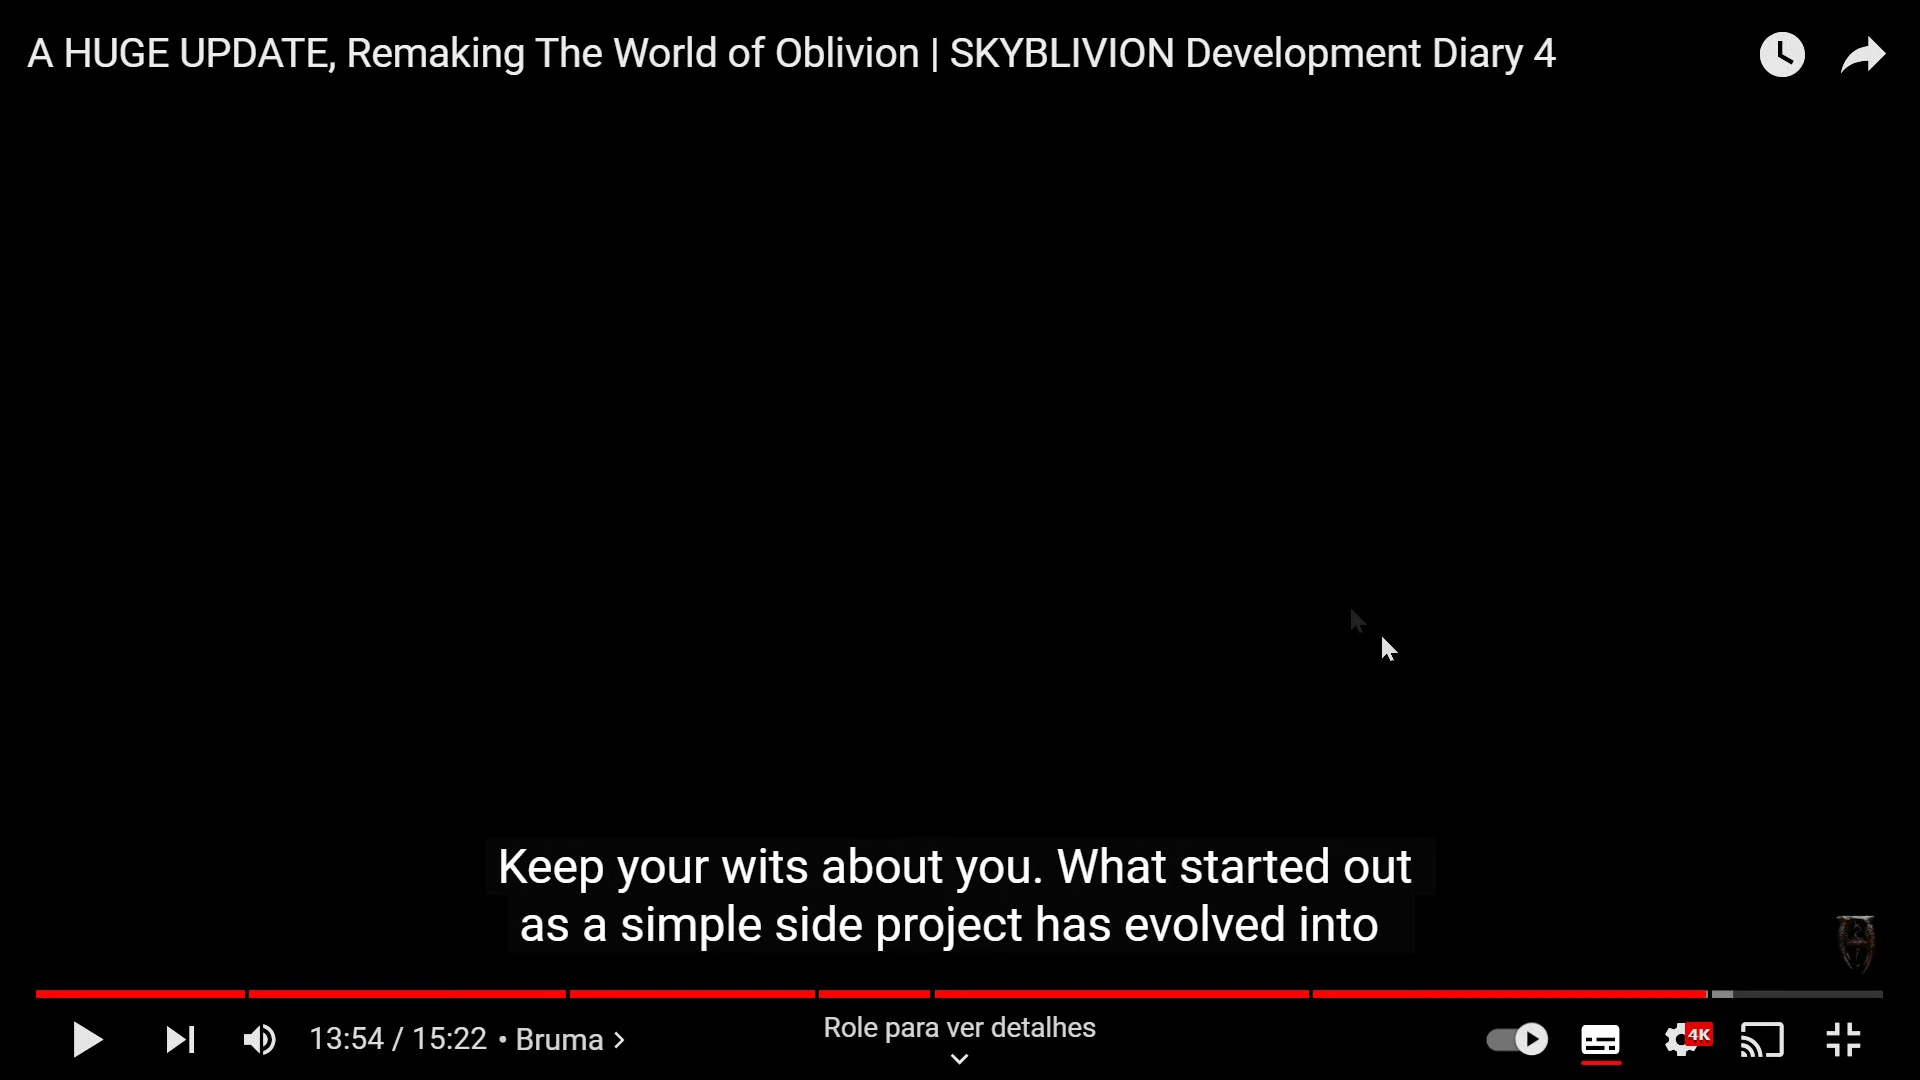 A HUGE UPDATE, Remaking The World of Oblivion | SKYBLIVION Development Diary 4
Keep your wits about you. What started out
as a simple side project has evolved into
13:54 / 15:22 • Bruma >
Role para ver detalhes
4K